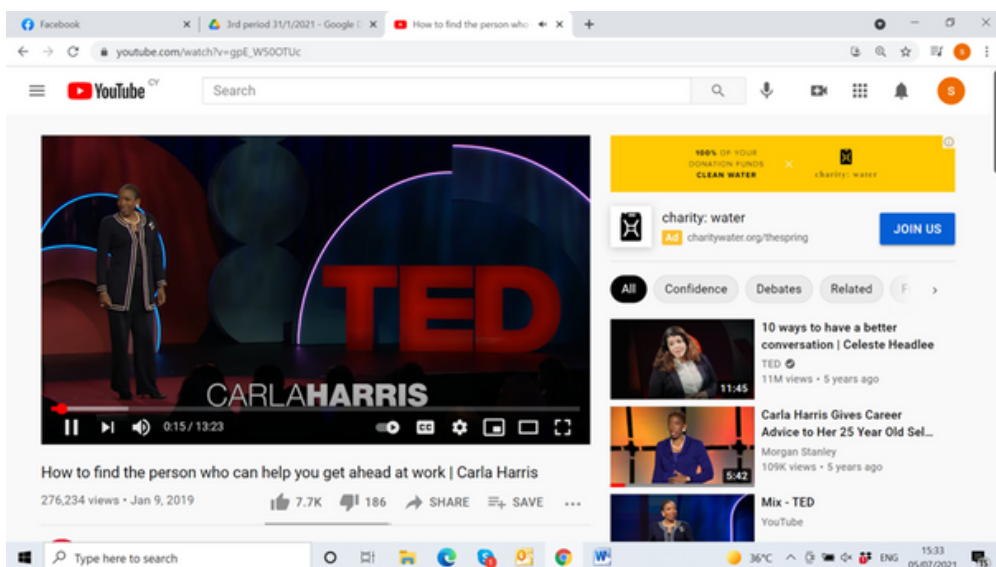 Facebook
3rd period 31/1/2021 - Google D
How to find the person who
youtube.com/watch?v=gpE_W50OTUc
YouTube CY
Search
S
TED
CARLAHARRIS
0:15 / 13:23
CC
How to find the person who can help you get ahead at work | Carla Harris
276,234 views • Jan 9, 2019
7.7K
186
SHARE
SAVE
100% OF YOUR
DONATION FUNDS
CLEAN WATER
charity: water
charity: water
Ad charitywater.org/thespring
JOIN US
All
Confidence
Debates
Related
11:45
10 ways to have a better
conversation | Celeste Headlee
TED
11M views • 5 years ago
5:42
Carla Harris Gives Career
Advice to Her 25 Year Old Sel...
Morgan Stanley
109K views • 5 years ago
Mix - TED
YouTube
Type here to search
36°C
ENG
15:33
05/07/2021
15